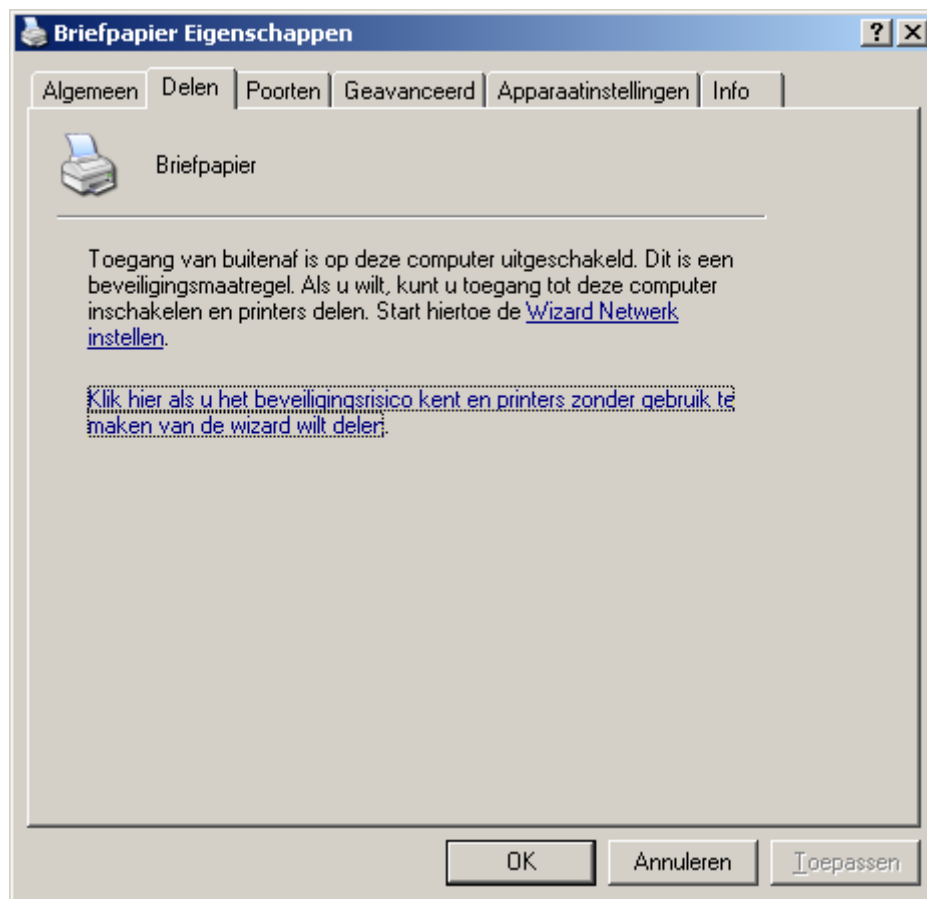 Briefpapier Eigenschappen
Algemeen Delen Poorten Geavanceerd Apparaatinstellingen Info
Briefpapier
Toegang van buitenaf is op deze computer uitgeschakeld. Dit is een
beveiligingsmaatregel. Als u wilt, kunt u toegang tot deze computer
inschakelen en printers delen. Start hiertoe de Wizard Netwerk
instellen.
Klik hier als u het beveiligingsrisico kent en printers zonder gebruik te
maken van de wizard wilt delen.
OK Annuleren Toepassen